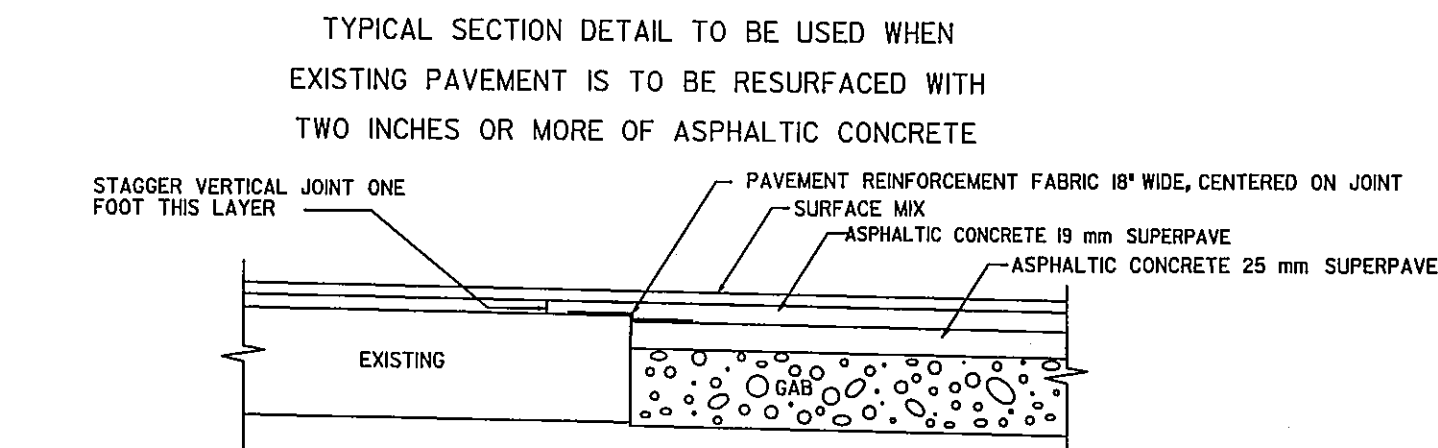 TYPICAL SECTION DETAIL TO BE USED WHEN
EXISTING PAVEMENT IS TO BE RESURFACED WITH
TWO INCHES OR MORE OF ASPHALTIC CONCRETE
STAGGER VERTICAL JOINT ONE
FOOT THIS LAYER
PAVEMENT REINFORCEMENT FABRIC 18" WIDE, CENTERED ON JOINT
SURFACE MIX
ASPHALTIC CONCRETE 19 mm SUPERPAVE
ASPHALTIC CONCRETE 25 mm SUPERPAVE
EXISTING
GAB